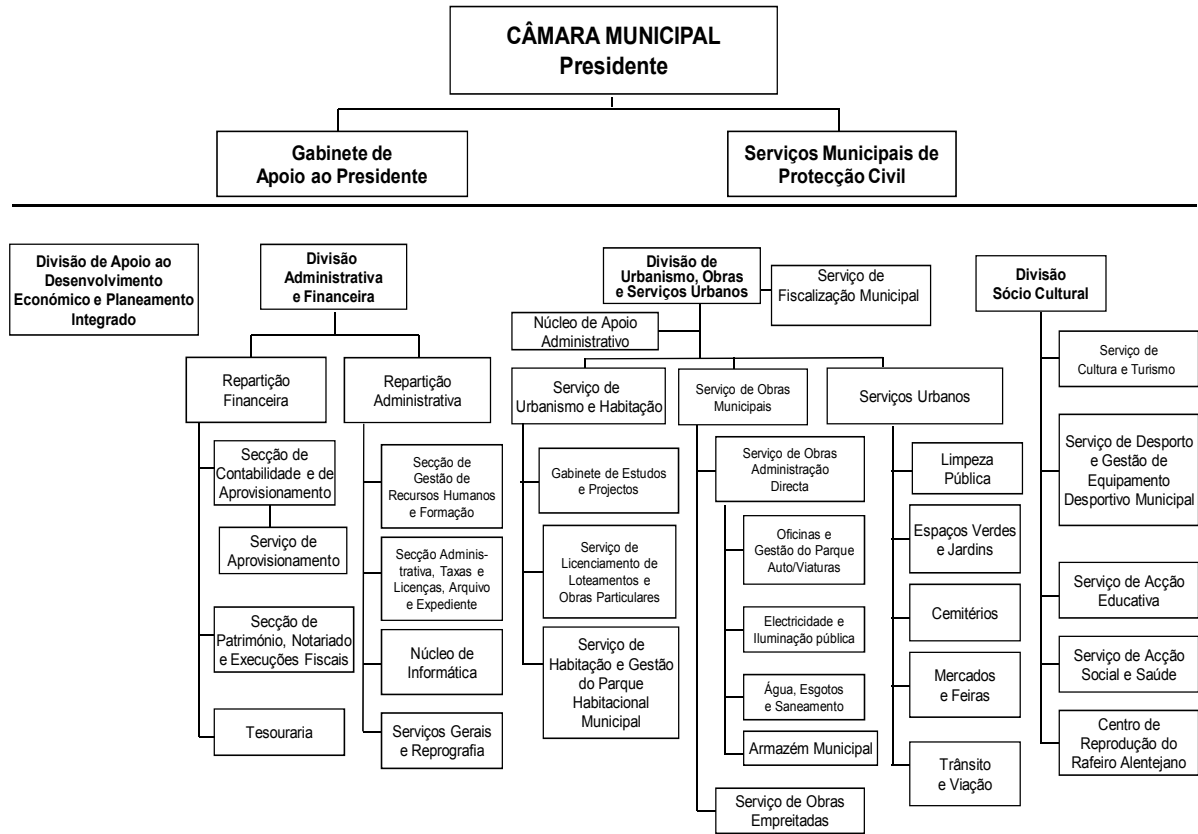 CÂMARA MUNICIPAL
Presidente
Gabinete de
Apoio ao Presidente
Serviços Municipais de
Protecção Civil
Divisão de Apoio ao
Desenvolvimento
Económico e Planeamento
Integrado
Divisão
Administrativa
e Financeira
Divisão de
Urbanismo, Obras
e Serviços Urbanos
Serviço de
Fiscalização Municipal
Divisão
Sócio Cultural
Núcleo de Apoio
Administrativo
Repartição
Financeira
Repartição
Administrativa
Serviço de
Urbanismo e Habitação
Serviço de Obras
Municipais
Serviços Urbanos
Secção de
Contabilidade e de
Aprovisionamento
Serviço de
Aprovisionamento
Secção de
Património, Notariado
e Execuções Fiscais
Tesouraria
Secção de
Gestão de
Recursos Humanos
e Formação
Secção Adminis-
trativa, Taxas e
Licenças, Arquivo
e Expediente
Núcleo de
Informática
Serviços Gerais
e Reprografia
Gabinete de Estudos
e Projectos
Serviço de
Licenciamento de
Loteamentos e
Obras Particulares
Serviço de
Habitação e Gestão
do Parque
Habitacional
Municipal
Serviço de Obras
Administração
Directa
Oficinas e
Gestão do Parque
Auto/Viaturas
Electricidade e
Iluminação pública
Água, Esgotos
e Saneamento
Armazém Municipal
Serviço de Obras
Empreitadas
Limpeza
Pública
Espaços Verdes
e Jardins
Cemitérios
Mercados
e Feiras
Trânsito
e Viação
Serviço de
Cultura e Turismo
Serviço de Desporto
e Gestão de
Equipamento
Desportivo Municipal
Serviço de Acção
Educativa
Serviço de Acção
Social e Saúde
Centro de
Reprodução do
Rafeiro Alentejano